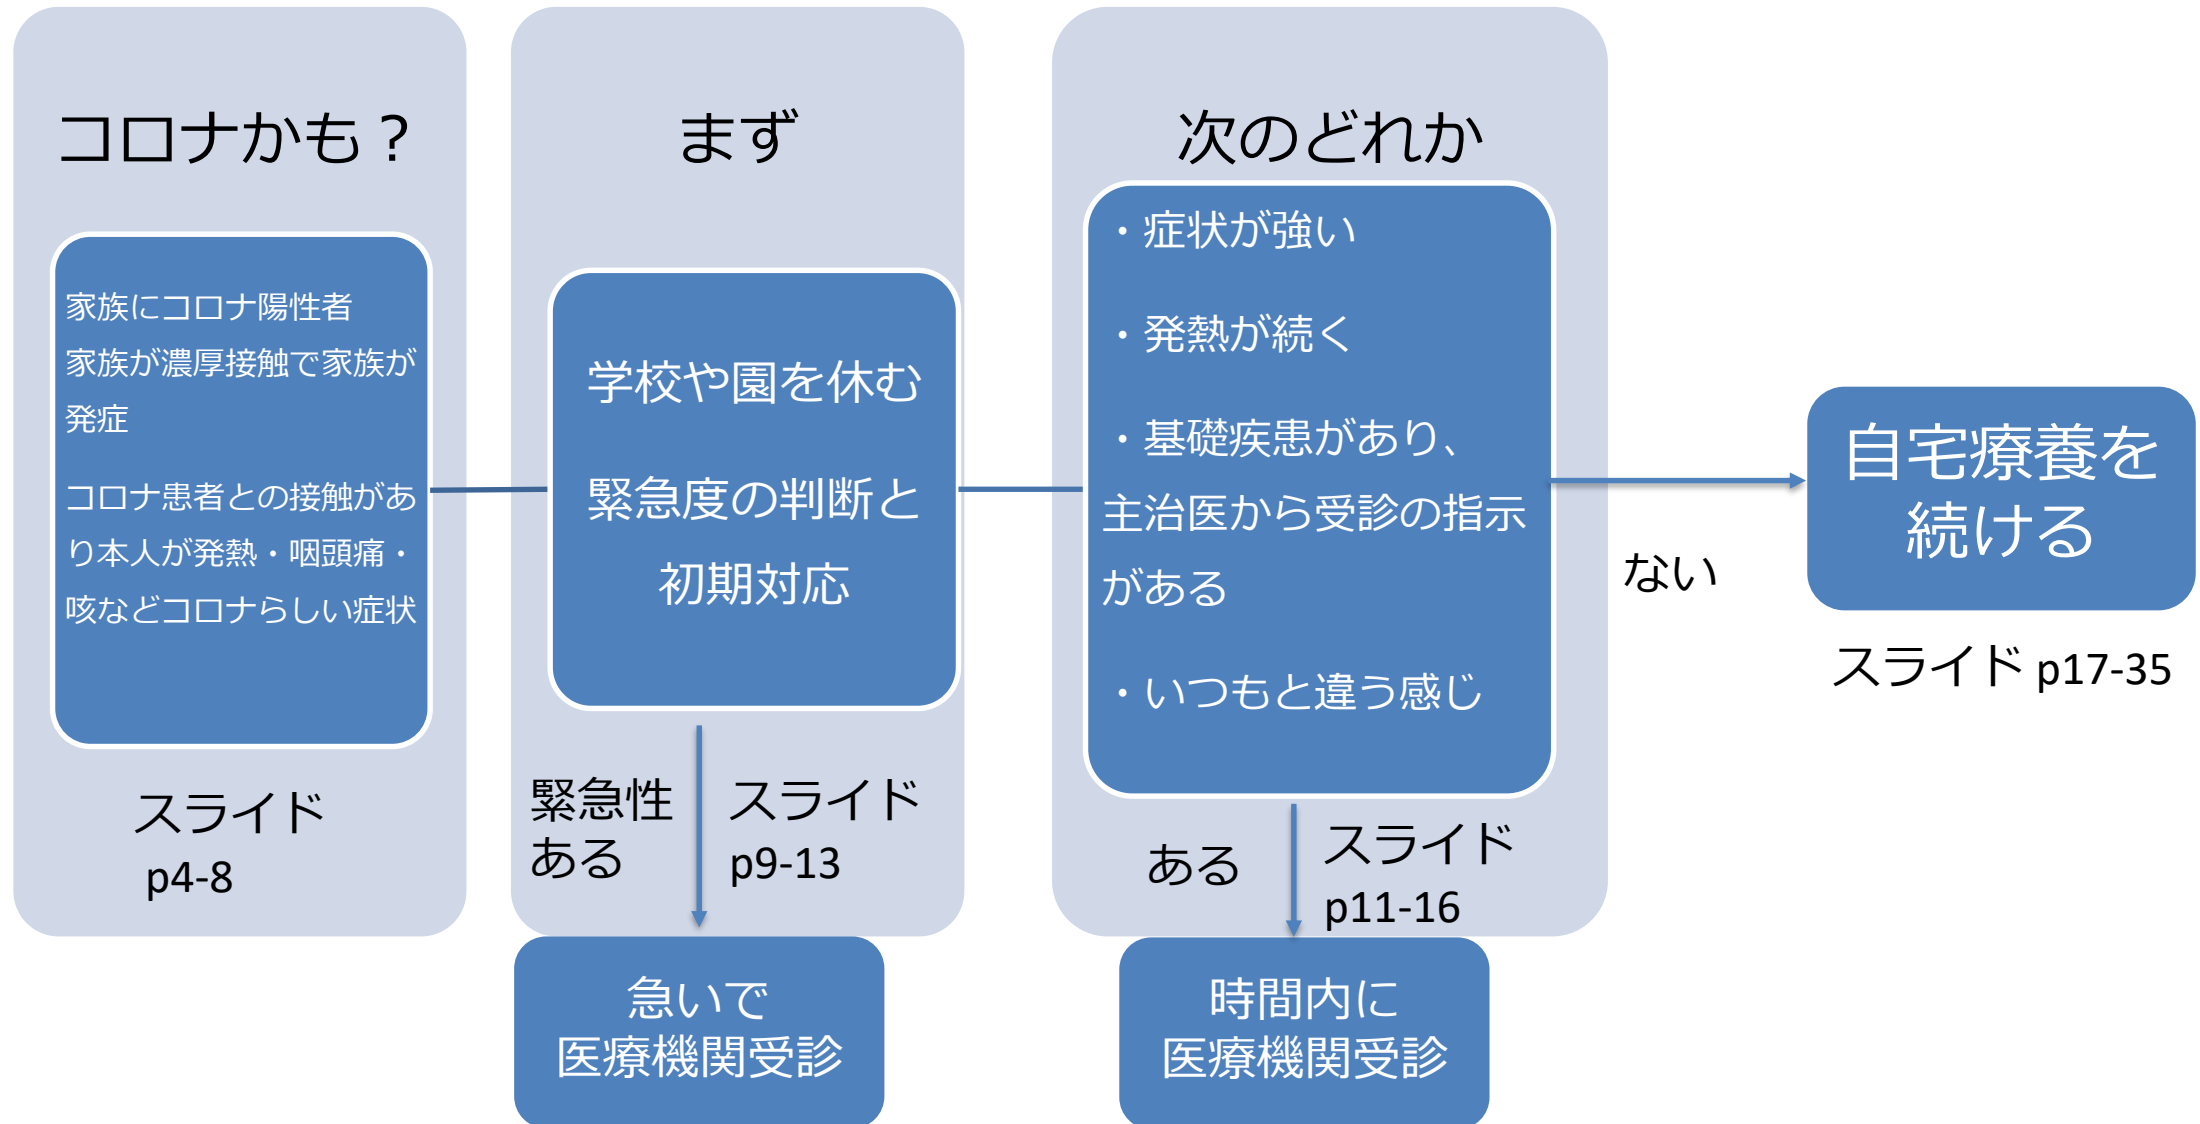 コロナかも？
家族にコロナ陽性者
家族が濃厚接触で家族が
発症
コロナ患者との接触があ
り本人が発熱・咽頭痛・
咳などコロナらしい症状
スライド
p4-8
まず
学校や園を休む
緊急度の判断と
初期対応
緊急性
ある
スライド
p9-13
急いで
医療機関受診
次のどれか
・症状が強い
・発熱が続く
・基礎疾患があり、
主治医から受診の指示
がある
・いつもと違う感じ
ある
スライド
p11-16
時間内に
医療機関受診
ない
自宅療養を
続ける
スライド p17-35